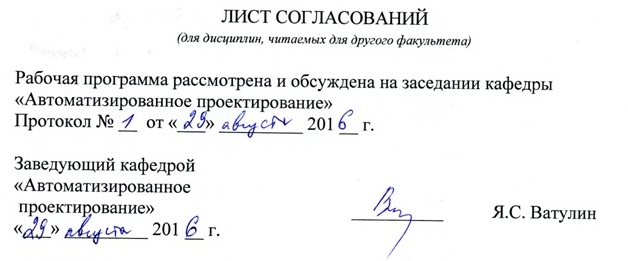 ЛИСТ СОГЛАСОВАНИЙ
(для дисциплин, читаемых для другого факультета)
Рабочая программа рассмотрена и обсуждена на заседании кафедры
«Автоматизированное проектирование»
Протокол № 1 от «29» августа 2016 г.
Заведующий кафедрой
«Автоматизированное
проектирование» Я.С. Ватулин
«29» августа 2016 г.